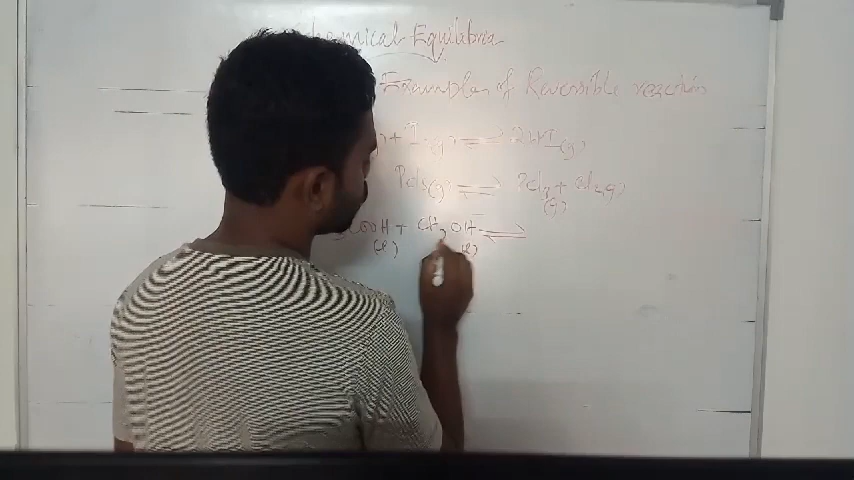 Chemical Equilibria
Examples of Reversible reaction
+ I₂(g) ⇌ 2HI(g)
PCl₅(g) ⇌ PCl₃ + Cl₂(g)
(g)
COOH + CH₃OH ⇌
(l) (l)